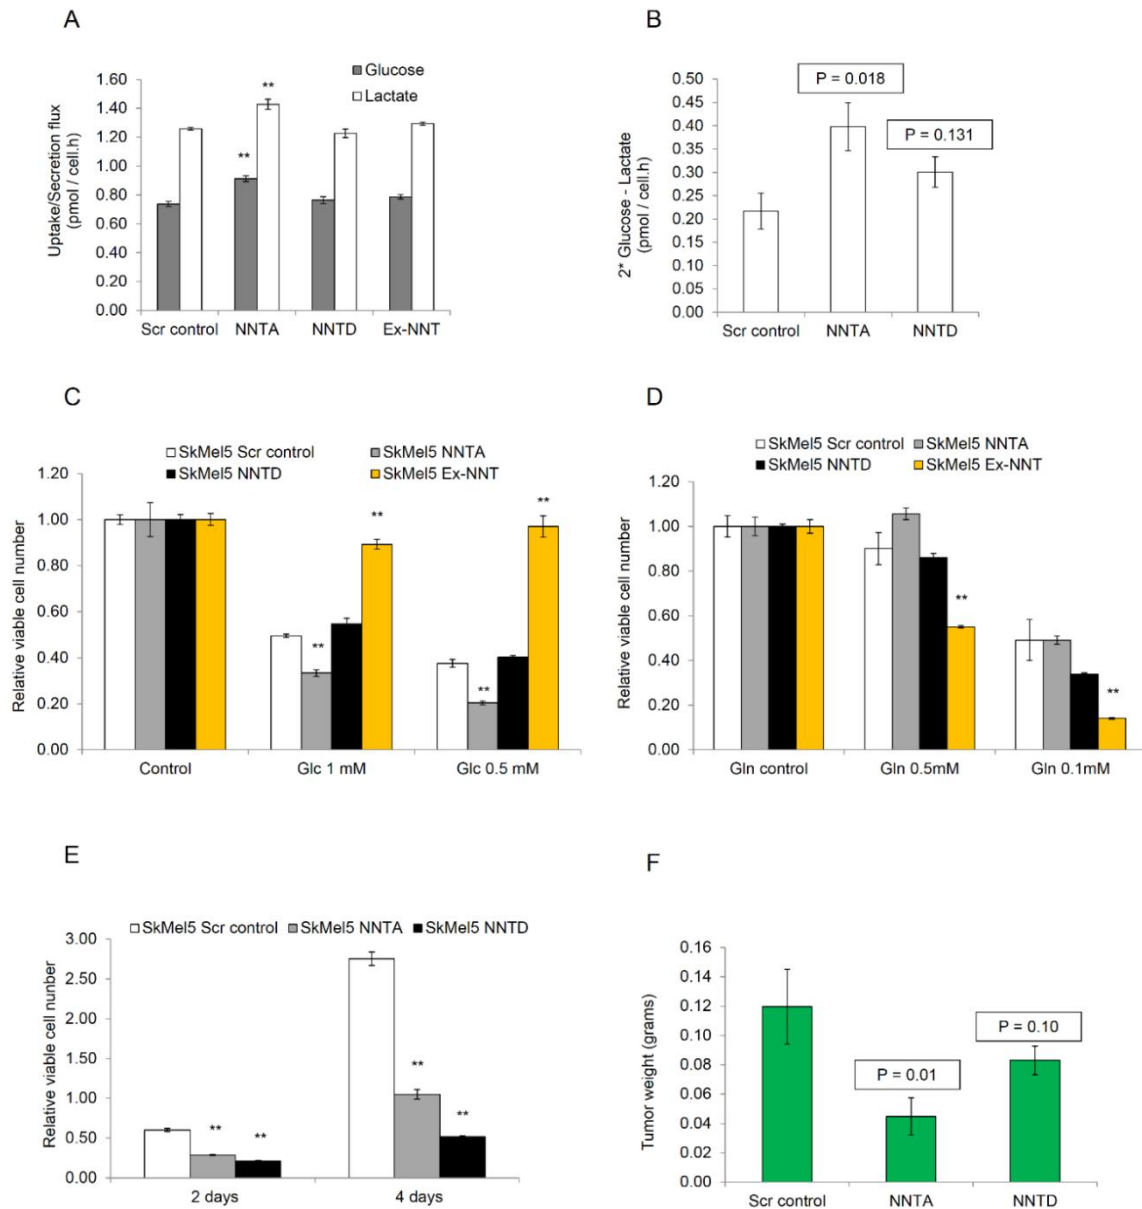 A
Glucose
Lactate
Uptake/Secretion flux
(pmol / cell.h)
1.60
1.40
1.20
1.00
0.80
0.60
0.40
0.20
0.00
**
**
Scr control NNTA NNTD Ex-NNT
B
2* Glucose - Lactate
(pmol / cell.h)
0.50
0.45
0.40
0.35
0.30
0.25
0.20
0.15
0.10
0.05
0.00
P = 0.018
P = 0.131
Scr control NNTA NNTD
C
SkMel5 Scr control SkMel5 NNTA
SkMel5 NNTD SkMel5 Ex-NNT
Relative viable cell number
1.20
1.00
0.80
0.60
0.40
0.20
0.00
**
**
**
**
Control Glc 1 mM Glc 0.5 mM
D
SkMel5 Scr control SkMel5 NNTA
SkMel5 NNTD SkMel5 Ex-NNT
Relative viable cell number
1.20
1.00
0.80
0.60
0.40
0.20
0.00
**
**
Gln control Gln 0.5mM Gln 0.1mM
E
SkMel5 Scr control SkMel5 NNTA SkMel5 NNTD
Relative viable cell nunber
3.00
2.50
2.00
1.50
1.00
0.50
0.00
** **
**
**
2 days 4 days
F
Tumor weight (grams)
0.16
0.14
0.12
0.10
0.08
0.06
0.04
0.02
0.00
P = 0.01
P = 0.10
Scr control NNTA NNTD